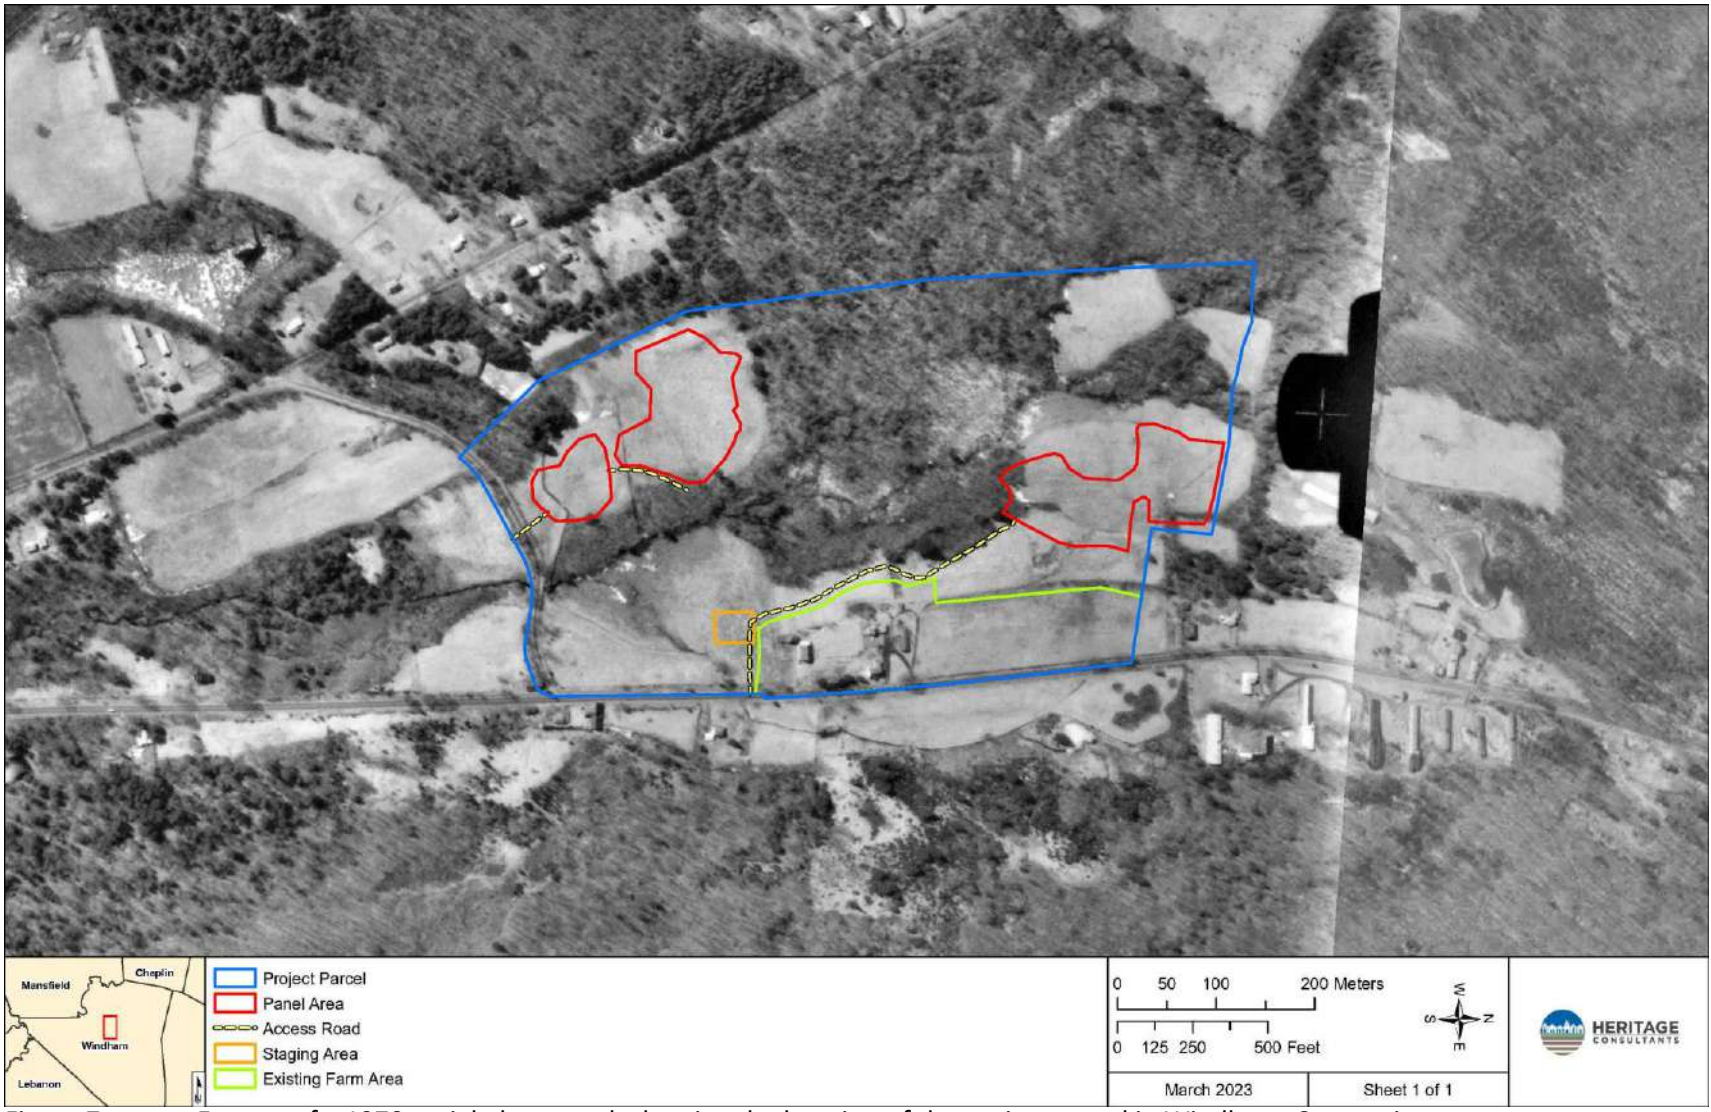 Mansfield
Chaplin
Windham
Lebanon
N
Project Parcel
Panel Area
Access Road
Staging Area
Existing Farm Area
0 50 100 200 Meters
0 125 250 500 Feet
W
S N
E
March 2023
Sheet 1 of 1
HERITAGE
CONSULTANTS